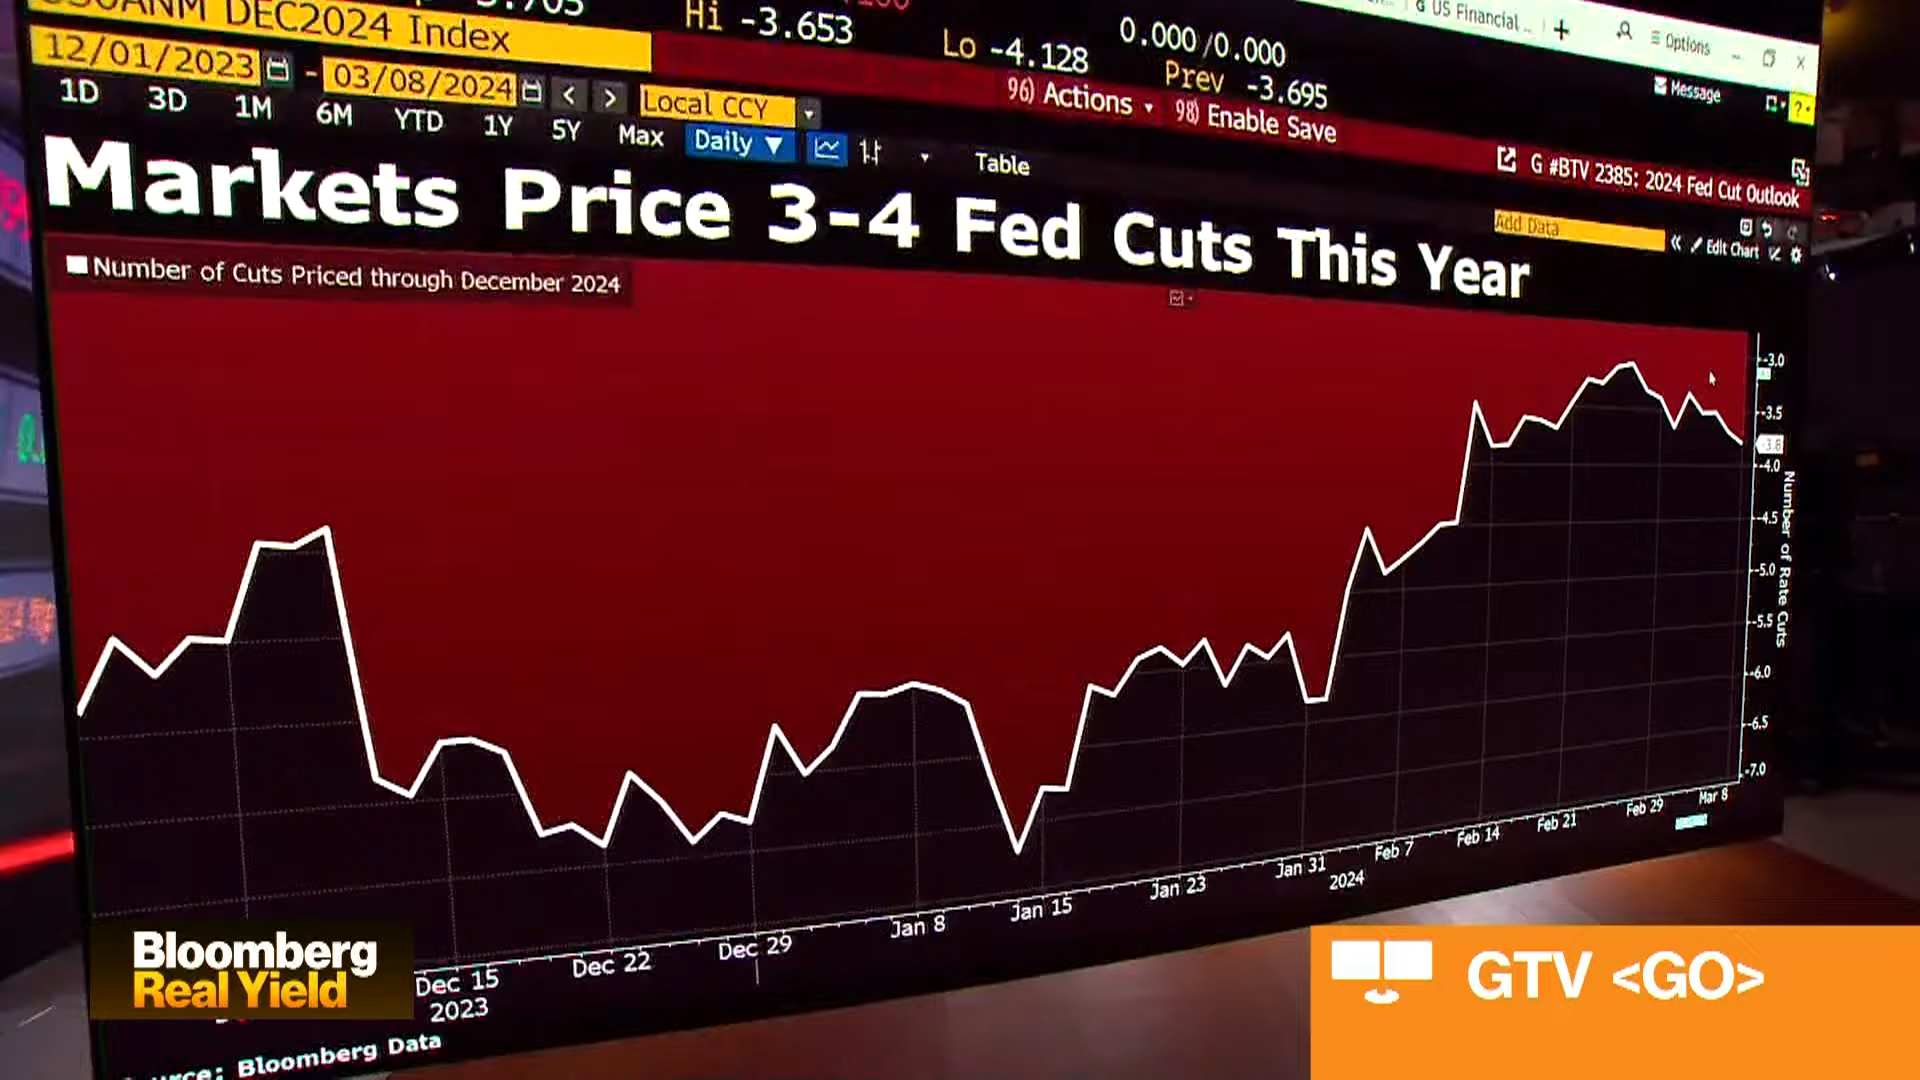 Hi -3.653
Lo -4.128
0.000/0.000
Prev -3.695
US Financial ...
Options
DEC2024 Index
12/01/2023 - 03/08/2024
Local CCY
96) Actions
98) Enable Save
Message
?
1D 3D 1M 6M YTD 1Y 5Y Max Daily Table
G #BTV 2385: 2024 Fed Cut Outlook
Markets Price 3-4 Fed Cuts This Year
Add Data
Edit Chart
Number of Cuts Priced through December 2024
-3.0
-3.5
-3.8
-4.0
-4.5
-5.0
-5.5
-6.0
-6.5
-7.0
Number of Rate Cuts
Dec 15 Dec 22 Dec 29 Jan 8 Jan 15 Jan 23 Jan 31 Feb 7 Feb 14 Feb 21 Feb 29 Mar 8
2023 2024
Bloomberg Data
Bloomberg
Real Yield
GTV <GO>